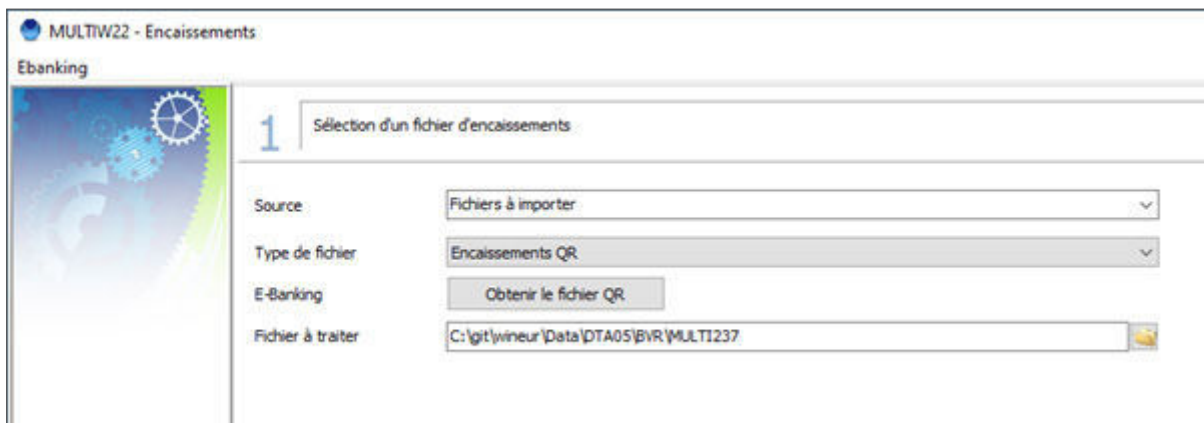 MULTIW22 - Encaissements
Ebanking
1 Sélection d'un fichier d'encaissements
Source Fichiers à importer
Type de fichier Encaissements QR
E-Banking Obtenir le fichier QR
Fichier à traiter C:\git\wineur\Data\DTA05\BVR\MULTI237